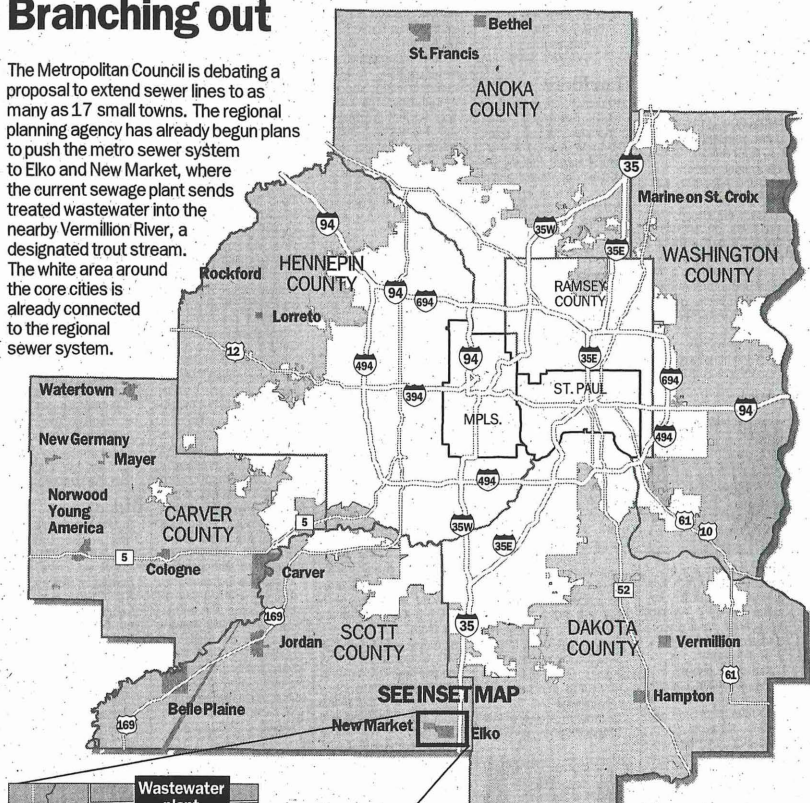 Branching out
The Metropolitan Council is debating a
proposal to extend sewer lines to as
many as 17 small towns. The regional
planning agency has already begun plans
to push the metro sewer system
to Elko and New Market, where
the current sewage plant sends
treated wastewater into the
nearby Vermillion River, a
designated trout stream.
The white area around
the core cities is
already connected
to the regional
sewer system.
Bethel
St. Francis
ANOKA
COUNTY
35
Marine on St. Croix
94
35W
35E
WASHINGTON
COUNTY
Rockford
HENNEPIN
COUNTY
94
694
RAMSEY
COUNTY
Loretto
12
494
94
35E
694
394
ST. PAUL
MPLS.
94
494
Watertown
New Germany
Mayer
Norwood
Young
America
CARVER
COUNTY
5
494
35W
61
10
5
Cologne
35E
Carver
52
169
Jordan
SCOTT
COUNTY
35
DAKOTA
COUNTY
Vermillion
61
Belle Plaine
SEE INSET MAP
Hampton
169
New Market
Elko
Wastewater
plant